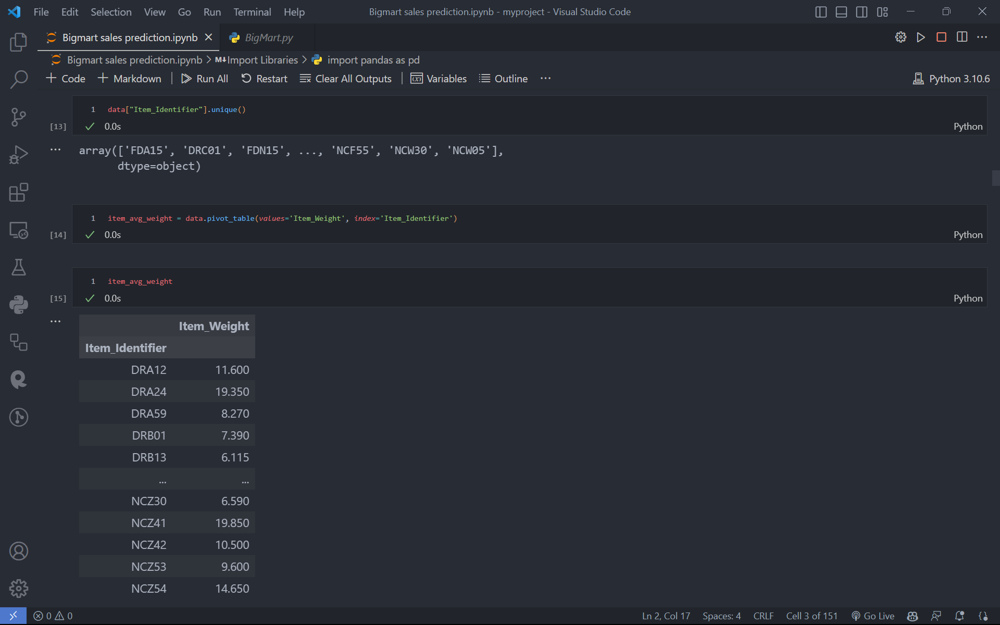 File Edit Selection View Go Run Terminal Help Bigmart sales prediction.ipynb - myproject - Visual Studio Code
Bigmart sales prediction.ipynb BigMart.py
Bigmart sales prediction.ipynb > M↓Import Libraries > import pandas as pd
+ Code + Markdown | Run All Restart Clear All Outputs | Variables Outline ... Python 3.10.6
1 data["Item_Identifier"].unique()
[13] 0.0s Python
... array(['FDA15', 'DRC01', 'FDN15', ..., 'NCF55', 'NCW30', 'NCW05'],
dtype=object)
1 item_avg_weight = data.pivot_table(values='Item_Weight', index='Item_Identifier')
[14] 0.0s Python
1 item_avg_weight
[15] 0.0s Python
...
Item_Weight
Item_Identifier
DRA12 11.600
DRA24 19.350
DRA59 8.270
DRB01 7.390
DRB13 6.115
... ...
NCZ30 6.590
NCZ41 19.850
NCZ42 10.500
NCZ53 9.600
NCZ54 14.650
0 0 Ln 2, Col 17 Spaces: 4 CRLF Cell 3 of 151 Go Live